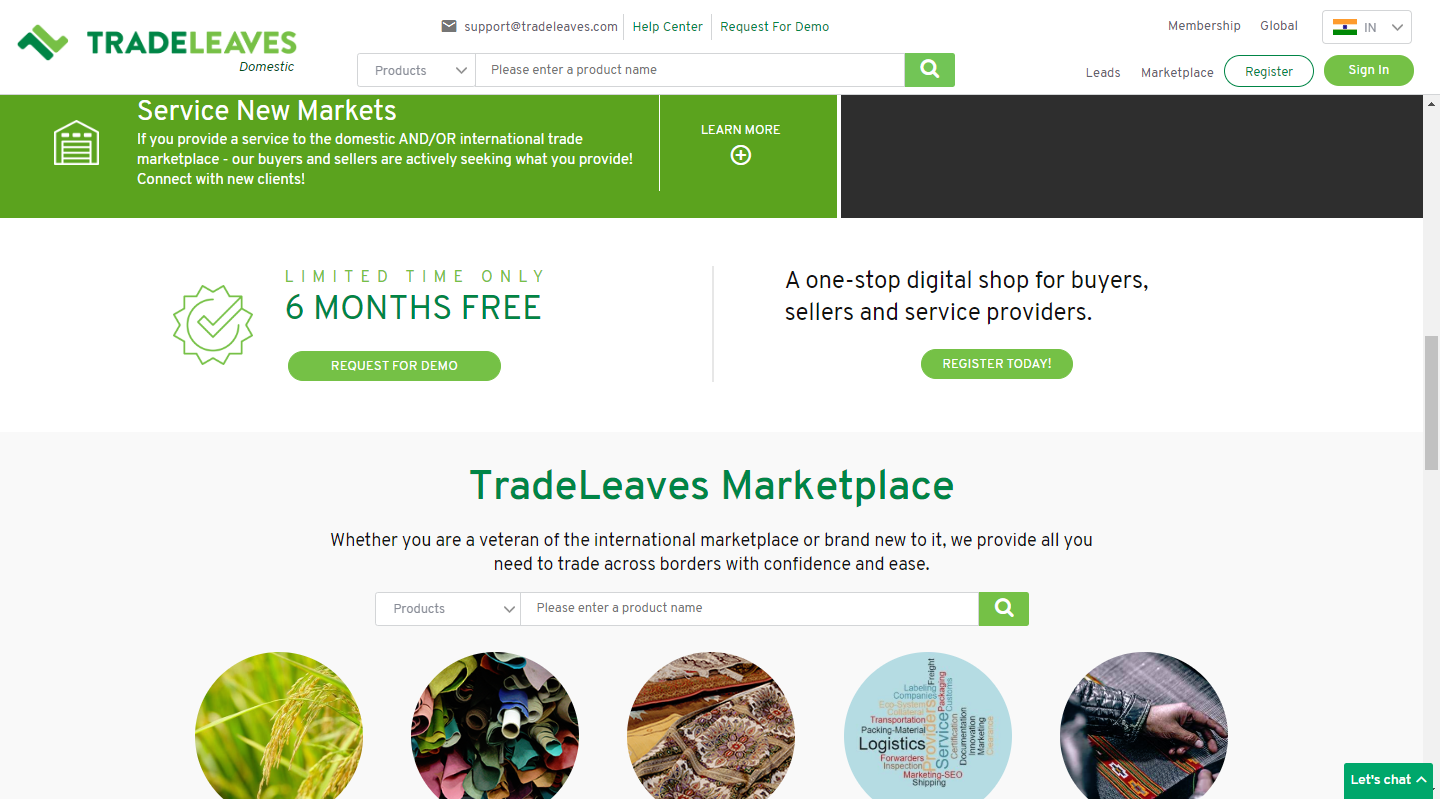 support@tradeleaves.com
Help Center
Request For Demo
Membership
Global
IN
TRADELEAVES
Domestic
Products
Please enter a product name
Leads
Marketplace
Register
Sign In
Service New Markets
If you provide a service to the domestic AND/OR international trade
marketplace - our buyers and sellers are actively seeking what you provide!
Connect with new clients!
LEARN MORE
LIMITED TIME ONLY
6 MONTHS FREE
REQUEST FOR DEMO
A one-stop digital shop for buyers,
sellers and service providers.
REGISTER TODAY!
TradeLeaves Marketplace
Whether you are a veteran of the international marketplace or brand new to it, we provide all you
need to trade across borders with confidence and ease.
Products
Please enter a product name
Freight
Labeling
Companies
Eco-System
Collateral
Transportation
Packing-Material
Logistics
Forwarders
Inspection
Marketing-SEO
Shipping
Providers
Service
Packaging
Customs
Certification
Documentation
Innovation
Marketing
Let's chat